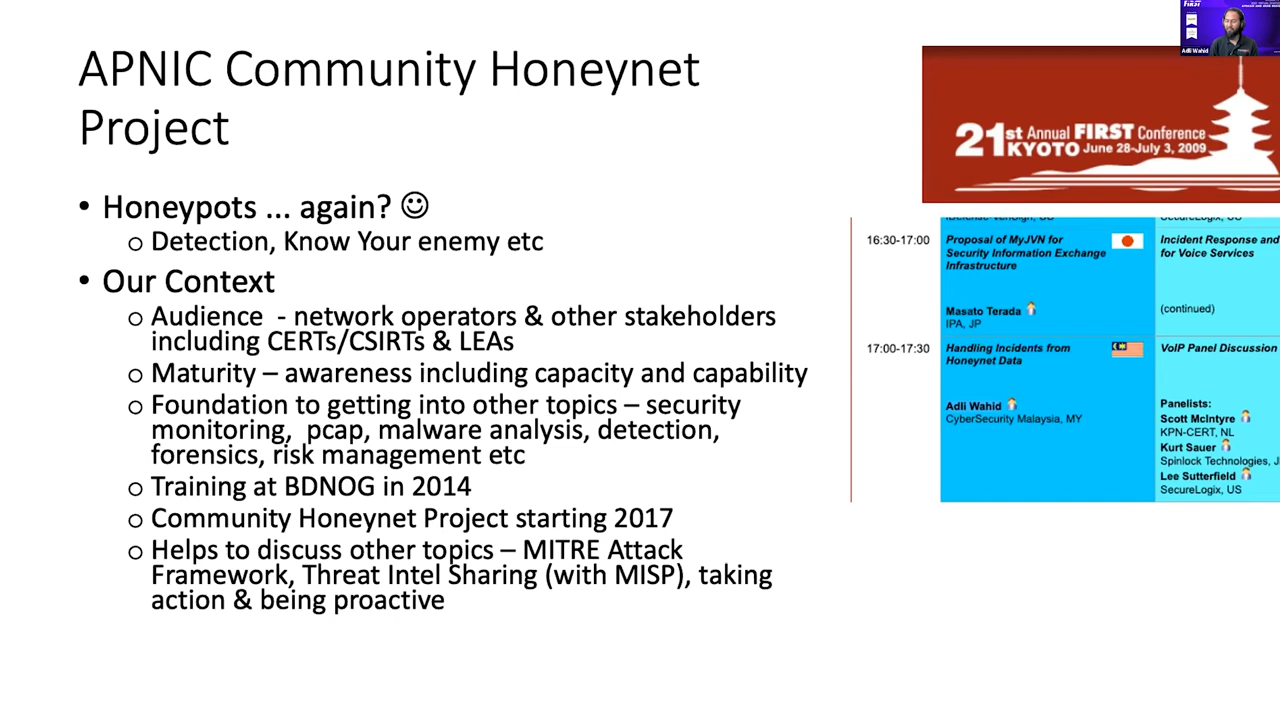 APNIC Community Honeynet
Project
• Honeypots ... again? ☺
o Detection, Know Your enemy etc
• Our Context
o Audience - network operators & other stakeholders
including CERTs/CSIRTs & LEAs
o Maturity – awareness including capacity and capability
o Foundation to getting into other topics – security
monitoring, pcap, malware analysis, detection,
forensics, risk management etc
o Training at BDNOG in 2014
o Community Honeynet Project starting 2017
o Helps to discuss other topics – MITRE Attack
Framework, Threat Intel Sharing (with MISP), taking
action & being proactive
FIRST
Adli Wahid
21st Annual FIRST Conference
KYOTO June 28-July 3, 2009
16:30-17:00
Proposal of MyJVN for
Security Information Exchange
Infrastructure
Masato Terada
IPA, JP
Incident Response and
for Voice Services
(continued)
17:00-17:30
Handling Incidents from
Honeynet Data
Adli Wahid
CyberSecurity Malaysia, MY
VoIP Panel Discussion
Panelists:
Scott McIntyre
KPN-CERT, NL
Kurt Sauer
Spinlock Technologies, J
Lee Sutterfield
SecureLogix, US